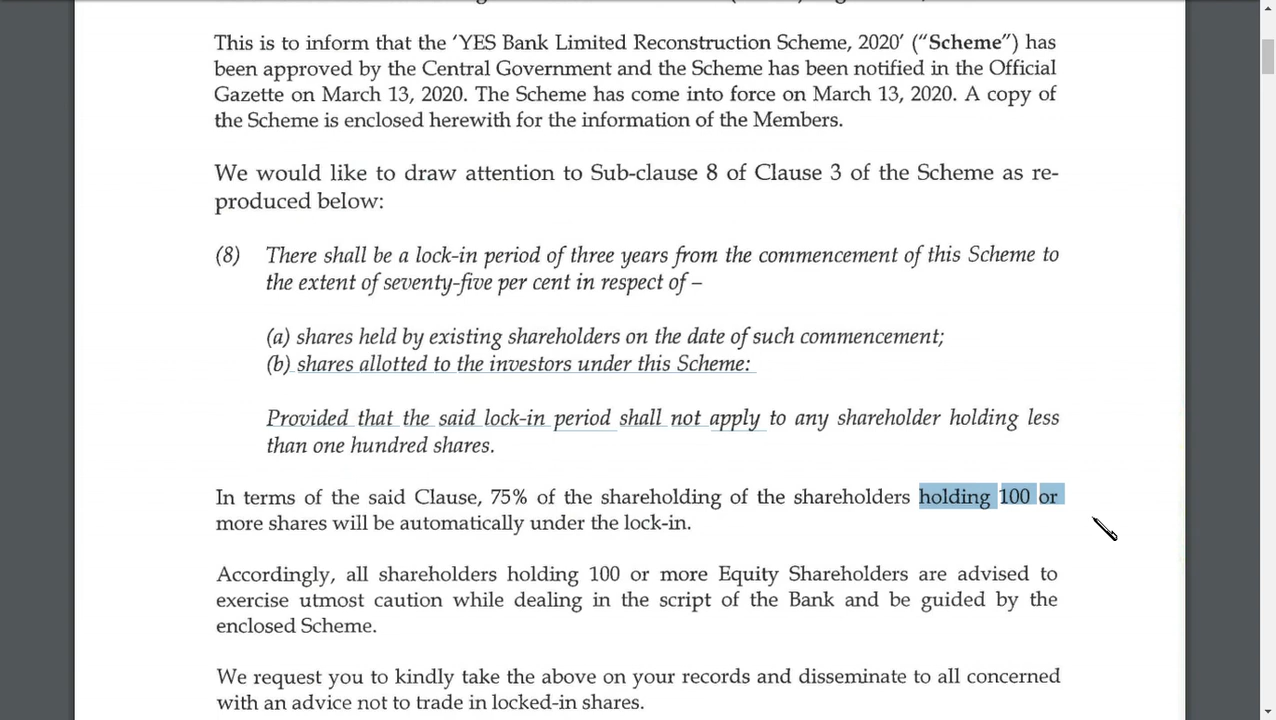 This is to inform that the ‘YES Bank Limited Reconstruction Scheme, 2020’ (“Scheme”) has
been approved by the Central Government and the Scheme has been notified in the Official
Gazette on March 13, 2020. The Scheme has come into force on March 13, 2020. A copy of
the Scheme is enclosed herewith for the information of the Members.
We would like to draw attention to Sub-clause 8 of Clause 3 of the Scheme as re-
produced below:
(8) There shall be a lock-in period of three years from the commencement of this Scheme to
the extent of seventy-five per cent in respect of –
(a) shares held by existing shareholders on the date of such commencement;
(b) shares allotted to the investors under this Scheme:
Provided that the said lock-in period shall not apply to any shareholder holding less
than one hundred shares.
In terms of the said Clause, 75% of the shareholding of the shareholders holding 100 or
more shares will be automatically under the lock-in.
Accordingly, all shareholders holding 100 or more Equity Shareholders are advised to
exercise utmost caution while dealing in the script of the Bank and be guided by the
enclosed Scheme.
We request you to kindly take the above on your records and disseminate to all concerned
with an advice not to trade in locked-in shares.